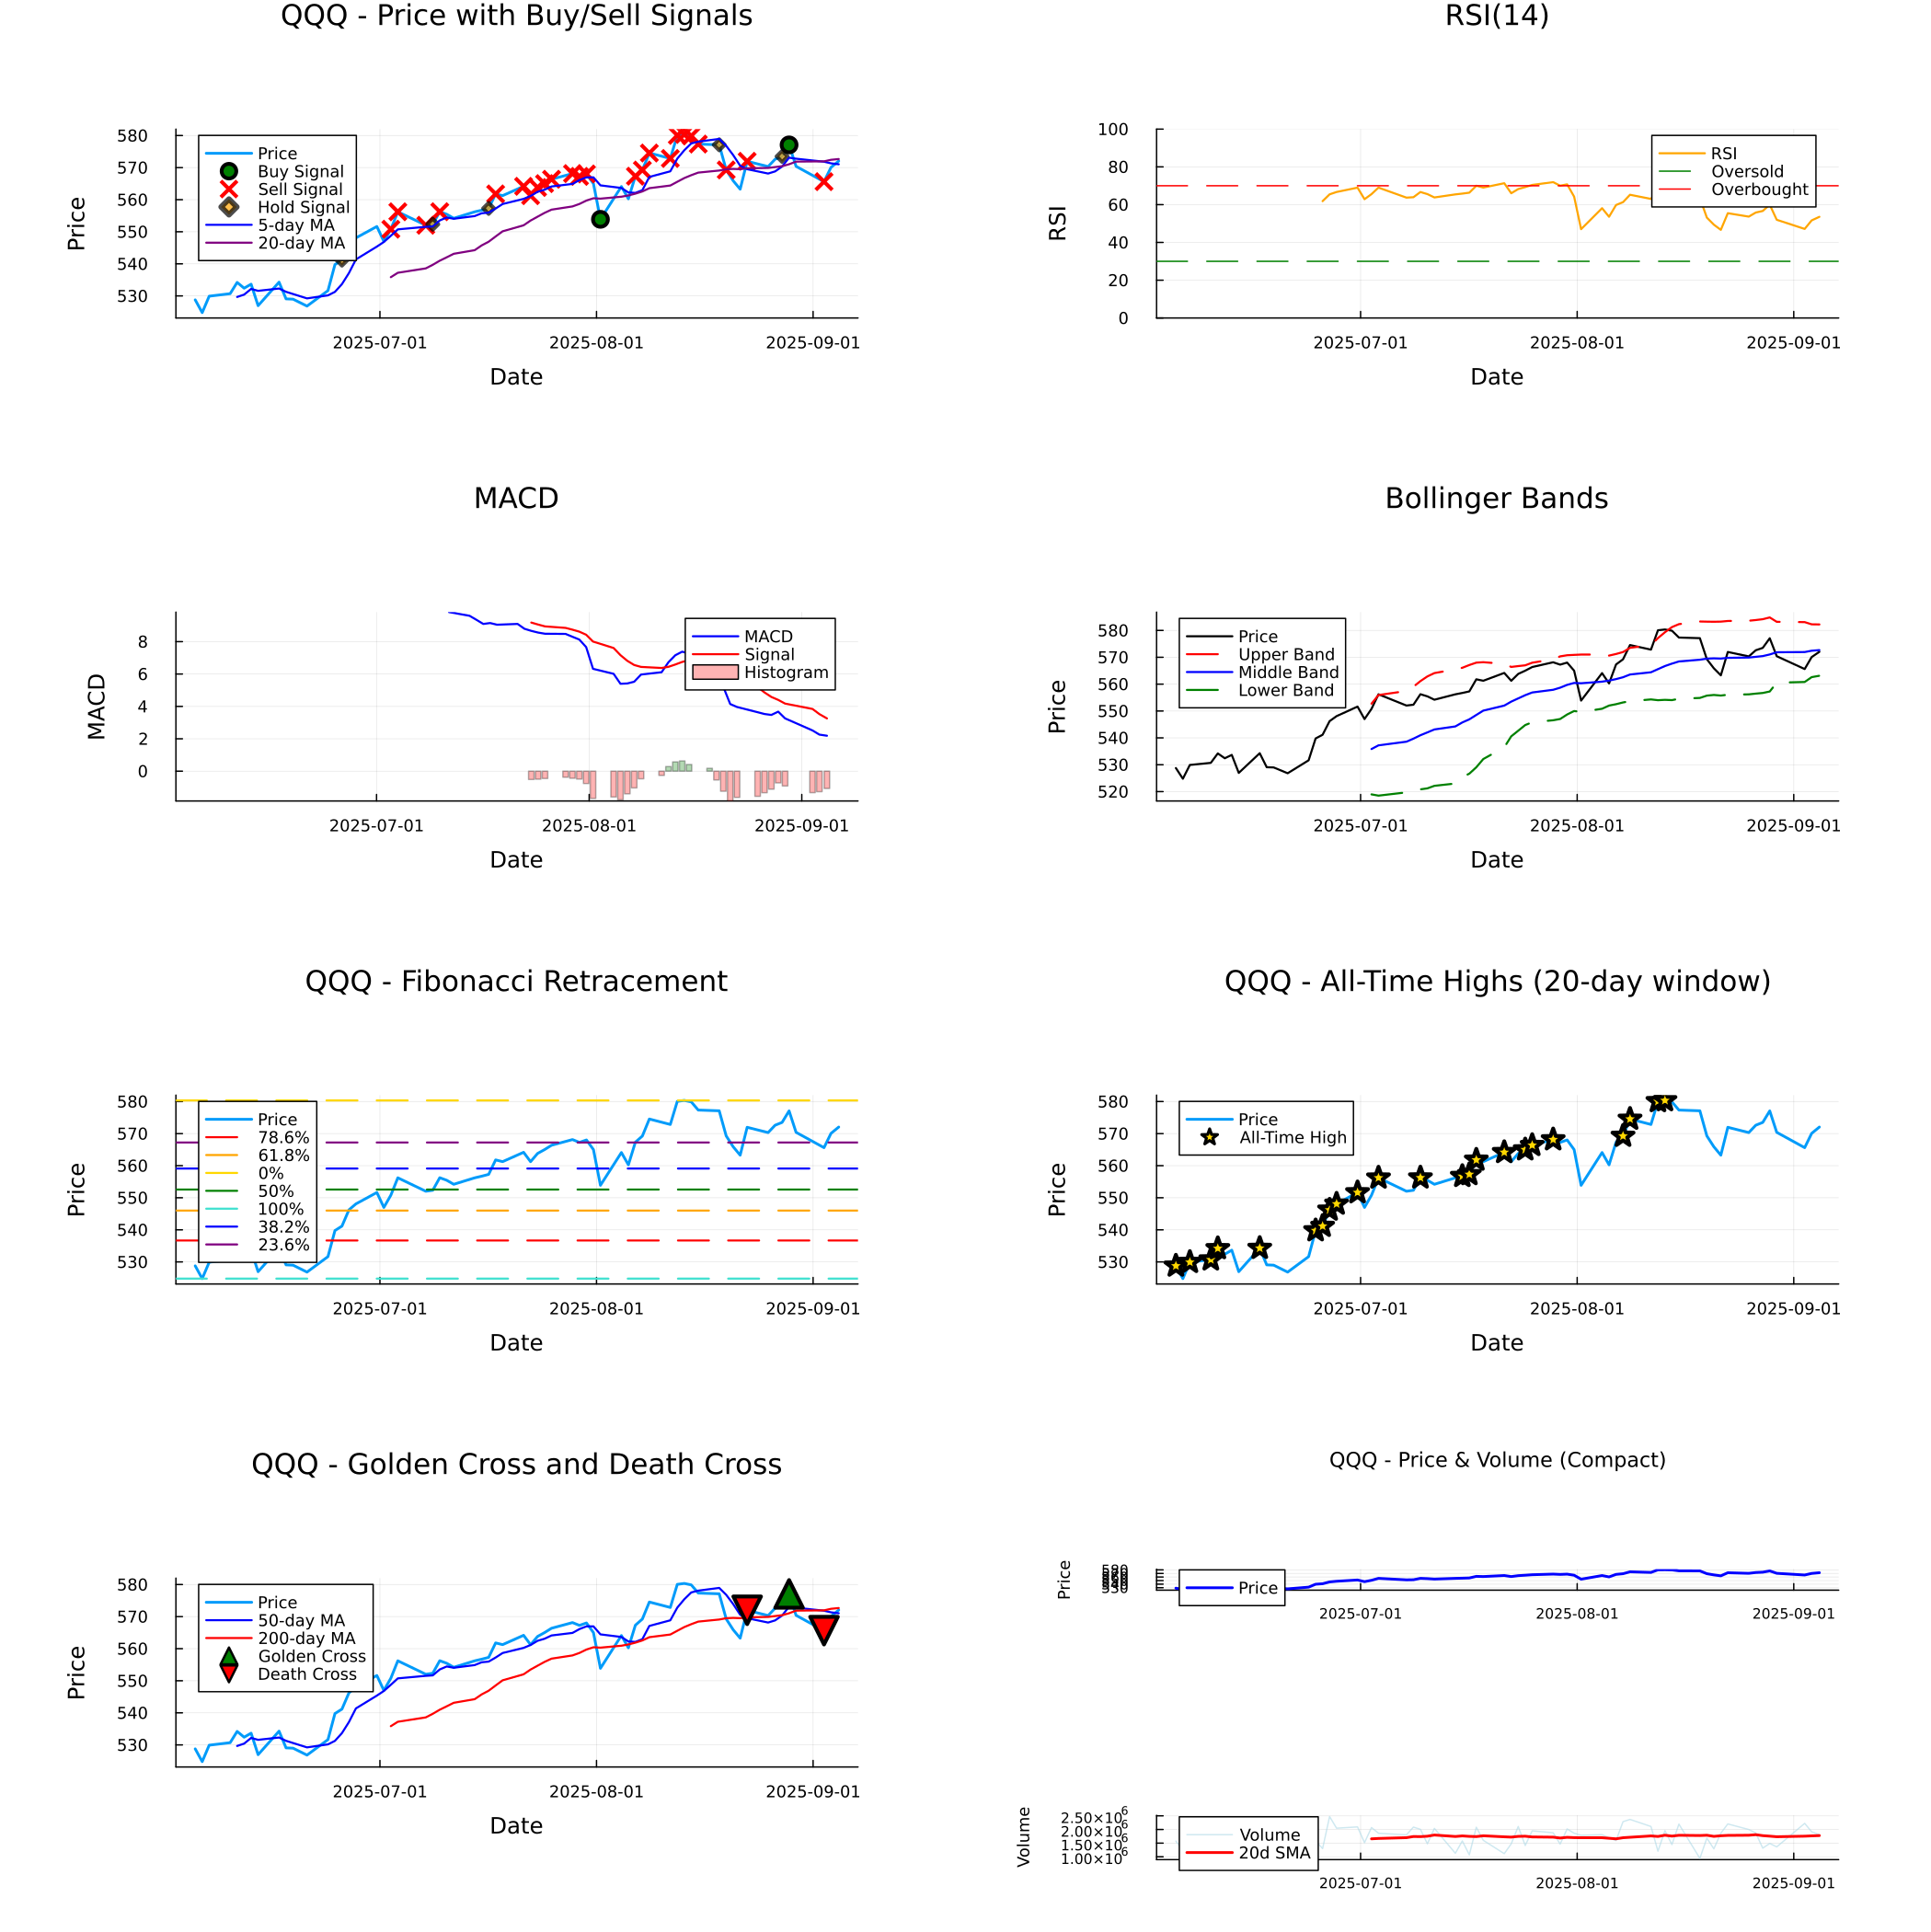 QQQ - Price with Buy/Sell Signals
Price
580
570
560
550
540
530
Price
Buy Signal
Sell Signal
Hold Signal
5-day MA
20-day MA
2025-07-01
2025-08-01
2025-09-01
Date
RSI(14)
RSI
100
80
60
40
20
0
RSI
Oversold
Overbought
2025-07-01
2025-08-01
2025-09-01
Date
MACD
MACD
8
6
4
2
0
MACD
Signal
Histogram
2025-07-01
2025-08-01
2025-09-01
Date
Bollinger Bands
Price
580
570
560
550
540
530
520
Price
Upper Band
Middle Band
Lower Band
2025-07-01
2025-08-01
2025-09-01
Date
QQQ - Fibonacci Retracement
Price
580
570
560
550
540
530
Price
78.6%
61.8%
0%
50%
100%
38.2%
23.6%
2025-07-01
2025-08-01
2025-09-01
Date
QQQ - All-Time Highs (20-day window)
Price
580
570
560
550
540
530
Price
All-Time High
2025-07-01
2025-08-01
2025-09-01
Date
QQQ - Golden Cross and Death Cross
Price
580
570
560
550
540
530
Price
50-day MA
200-day MA
Golden Cross
Death Cross
2025-07-01
2025-08-01
2025-09-01
Date
QQQ - Price & Volume (Compact)
Price
Price
2025-07-01
2025-08-01
2025-09-01
Volume
2.50×10⁶
2.00×10⁶
1.50×10⁶
1.00×10⁶
Volume
20d SMA
2025-07-01
2025-08-01
2025-09-01